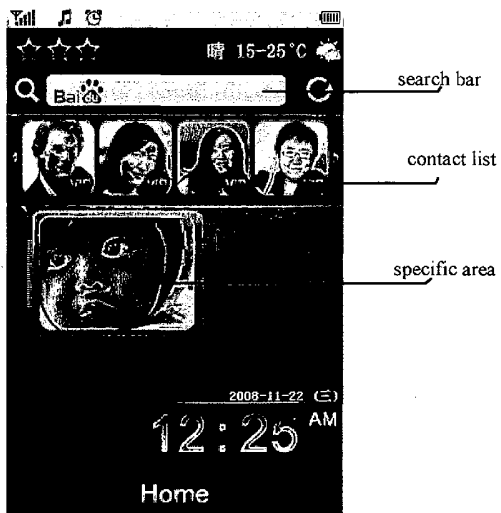 晴 15-25°C
Baidu
search bar
contact list
specific area
2008-11-22 (三)
12:25 AM
Home